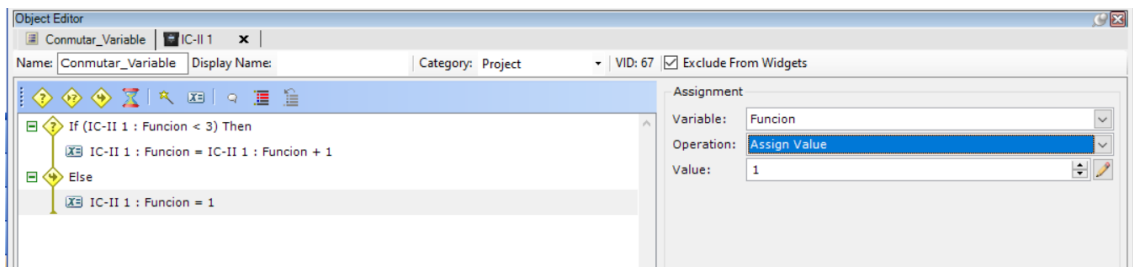 Object Editor
Conmutar_Variable IC-II 1 x
Name: Conmutar_Variable Display Name: Category: Project VID: 67 Exclude From Widgets
Assignment
If (IC-II 1 : Funcion < 3) Then
Variable: Funcion
IC-II 1 : Funcion = IC-II 1 : Funcion + 1
Operation: Assign Value
Else
Value: 1
IC-II 1 : Funcion = 1